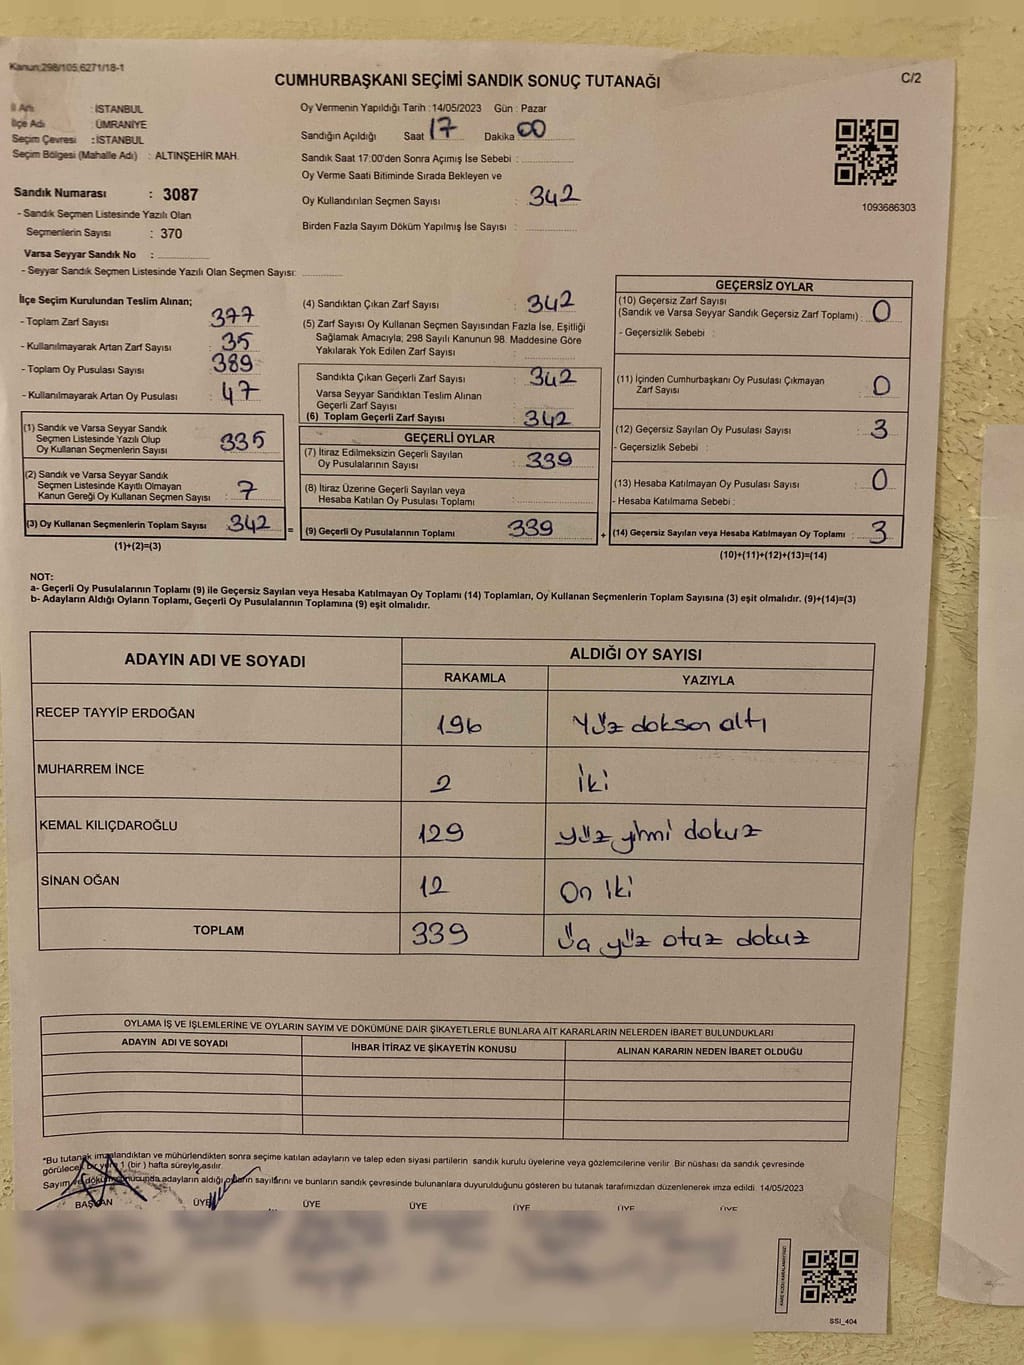 Kanun:298/105,6271/18-1
CUMHURBAŞKANI SEÇİMİ SANDIK SONUÇ TUTANAĞI
C/2
İl Adı : İSTANBUL
İlçe Adı : ÜMRANİYE
Seçim Çevresi : İSTANBUL
Seçim Bölgesi (Mahalle Adı) : ALTINŞEHİR MAH.
Sandık Numarası : 3087
- Sandık Seçmen Listesinde Yazılı Olan
Seçmenlerin Sayısı : 370
Varsa Seyyar Sandık No :
- Seyyar Sandık Seçmen Listesinde Yazılı Olan Seçmen Sayısı:
Oy Vermenin Yapıldığı Tarih :14/05/2023 Gün : Pazar
Sandığın Açıldığı Saat 17 Dakika 00
Sandık Saat 17:00'den Sonra Açımış İse Sebebi :
Oy Verme Saati Bitiminde Sırada Bekleyen ve
Oy Kullandırılan Seçmen Sayısı : 342
Birden Fazla Sayım Döküm Yapılmış İse Sayısı :
1093686303
İlçe Seçim Kurulundan Teslim Alınan;
- Toplam Zarf Sayısı : 377
- Kullanılmayarak Artan Zarf Sayısı : 35
- Toplam Oy Pusulası Sayısı : 389
- Kullanılmayarak Artan Oy Pusulası : 47
(1) Sandık ve Varsa Seyyar Sandık
Seçmen Listesinde Yazılı Olup
Oy Kullanan Seçmenlerin Sayısı : 335
(2) Sandık ve Varsa Seyyar Sandık
Seçmen Listesinde Kayıtlı Olmayan
Kanun Gereği Oy Kullanan Seçmen Sayısı : 7
(3) Oy Kullanan Seçmenlerin Toplam Sayısı : 342 =
(1)+(2)=(3)
(4) Sandıktan Çıkan Zarf Sayısı : 342
(5) Zarf Sayısı Oy Kullanan Seçmen Sayısından Fazla İse, Eşitliği
Sağlamak Amacıyla; 298 Sayılı Kanunun 98. Maddesine Göre
Yakılarak Yok Edilen Zarf Sayısı :
Sandıkta Çıkan Geçerli Zarf Sayısı : 342
Varsa Seyyar Sandıktan Teslim Alınan
Geçerli Zarf Sayısı :
(6) Toplam Geçerli Zarf Sayısı : 342
GEÇERLİ OYLAR
(7) İtiraz Edilmeksizin Geçerli Sayılan
Oy Pusulalarının Sayısı : 339
(8) İtiraz Üzerine Geçerli Sayılan veya
Hesaba Katılan Oy Pusulası Toplamı :
(9) Geçerli Oy Pusulalarının Toplamı : 339 +
GEÇERSİZ OYLAR
(10) Geçersiz Zarf Sayısı
(Sandık ve Varsa Seyyar Sandık Geçersiz Zarf Toplamı) : 0
- Geçersizlik Sebebi :
(11) İçinden Cumhurbaşkanı Oy Pusulası Çıkmayan
Zarf Sayısı : 0
(12) Geçersiz Sayılan Oy Pusulası Sayısı : 3
- Geçersizlik Sebebi :
(13) Hesaba Katılmayan Oy Pusulası Sayısı : 0
- Hesaba Katılmama Sebebi :
(14) Geçersiz Sayılan veya Hesaba Katılmayan Oy Toplamı : 3
(10)+(11)+(12)+(13)=(14)
NOT:
a- Geçerli Oy Pusulalarının Toplamı (9) ile Geçersiz Sayılan veya Hesaba Katılmayan Oy Toplamı (14) Toplamları, Oy Kullanan Seçmenlerin Toplam Sayısına (3) eşit olmalıdır. (9)+(14)=(3)
b- Adayların Aldığı Oyların Toplamı, Geçerli Oy Pusulalarının Toplamına (9) eşit olmalıdır.
ADAYIN ADI VE SOYADI ALDIĞI OY SAYISI
RAKAMLA YAZIYLA
RECEP TAYYİP ERDOĞAN 196 Yüz doksan altı
MUHARREM İNCE 2 İki
KEMAL KILIÇDAROĞLU 129 yüz yirmi dokuz
SİNAN OĞAN 12 On iki
TOPLAM 339 Üç yüz otuz dokuz
OYLAMA İŞ VE İŞLEMLERİNE VE OYLARIN SAYIM VE DÖKÜMÜNE DAİR ŞİKAYETLERLE BUNLARA AİT KARARLARIN NELERDEN İBARET BULUNDUKLARI
ADAYIN ADI VE SOYADI İHBAR İTİRAZ VE ŞİKAYETİN KONUSU ALINAN KARARIN NEDEN İBARET OLDUĞU
*Bu tutanak imzalandıktan ve mühürlendikten sonra seçime katılan adayların ve talep eden siyasi partilerin sandık kurulu üyelerine veya gözlemcilerine verilir. Bir nüshası da sandık çevresinde
görülecek bir yere 1 (bir ) hafta süreyle asılır.
Sayım ve döküm sonucunda adayların aldığı oyların sayılarını ve bunların sandık çevresinde bulunanlara duyurulduğunu gösteren bu tutanak tarafımızdan düzenlenerek imza edildi. 14/05/2023
BAŞKAN ÜYE ÜYE ÜYE ÜYE ÜYE ÜYE
SSI_404